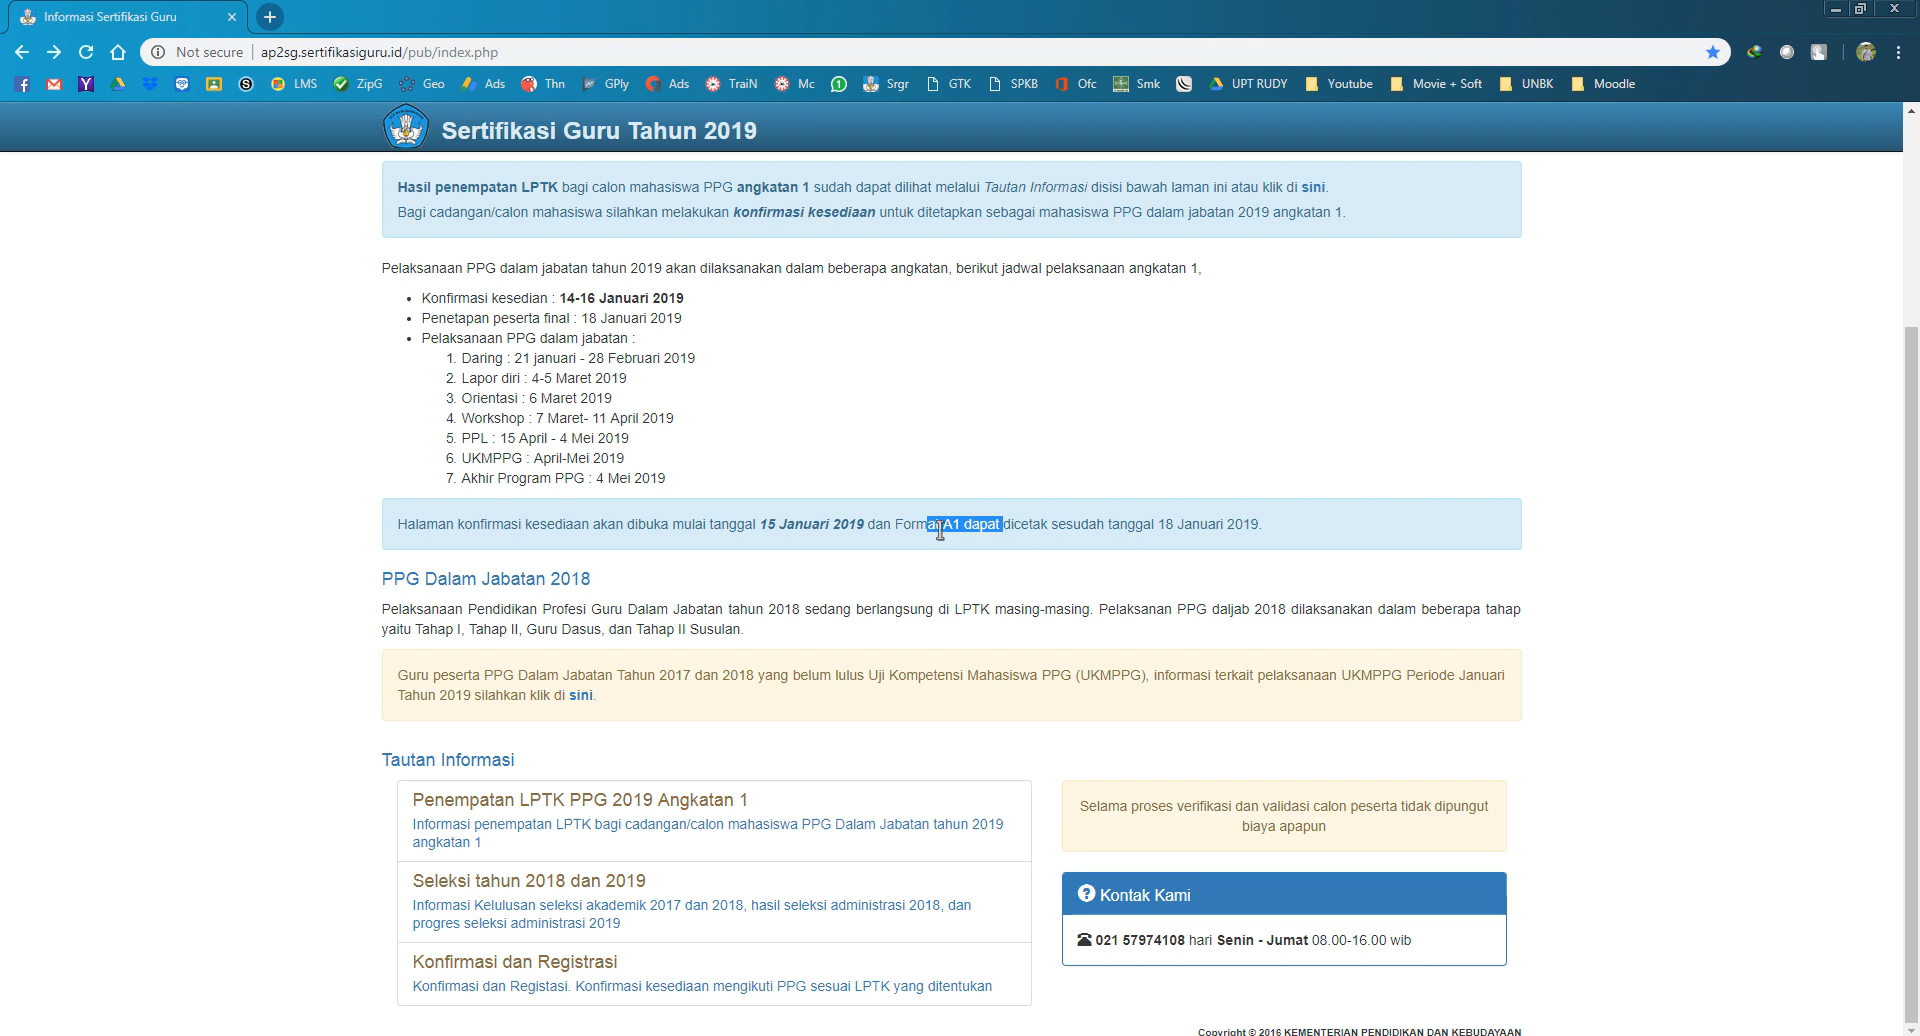 Informasi Sertifikasi Guru
Not secure | ap2sg.sertifikasiguru.id/pub/index.php
LMS ZipG Geo Ads Thn GPly Ads TraiN Mc Srgr GTK SPKB Ofc Smk UPT RUDY Youtube Movie + Soft UNBK Moodle
Sertifikasi Guru Tahun 2019
Hasil penempatan LPTK bagi calon mahasiswa PPG angkatan 1 sudah dapat dilihat melalui Tautan Informasi disisi bawah laman ini atau klik di sini.
Bagi cadangan/calon mahasiswa silahkan melakukan konfirmasi kesediaan untuk ditetapkan sebagai mahasiswa PPG dalam jabatan 2019 angkatan 1.
Pelaksanaan PPG dalam jabatan tahun 2019 akan dilaksanakan dalam beberapa angkatan, berikut jadwal pelaksanaan angkatan 1,
• Konfirmasi kesedian : 14-16 Januari 2019
• Penetapan peserta final : 18 Januari 2019
• Pelaksanaan PPG dalam jabatan :
1. Daring : 21 januari - 28 Februari 2019
2. Lapor diri : 4-5 Maret 2019
3. Orientasi : 6 Maret 2019
4. Workshop : 7 Maret- 11 April 2019
5. PPL : 15 April - 4 Mei 2019
6. UKMPPG : April-Mei 2019
7. Akhir Program PPG : 4 Mei 2019
Halaman konfirmasi kesediaan akan dibuka mulai tanggal 15 Januari 2019 dan Format A1 dapat dicetak sesudah tanggal 18 Januari 2019.
PPG Dalam Jabatan 2018
Pelaksanaan Pendidikan Profesi Guru Dalam Jabatan tahun 2018 sedang berlangsung di LPTK masing-masing. Pelaksanan PPG daljab 2018 dilaksanakan dalam beberapa tahap
yaitu Tahap I, Tahap II, Guru Dasus, dan Tahap II Susulan.
Guru peserta PPG Dalam Jabatan Tahun 2017 dan 2018 yang belum lulus Uji Kompetensi Mahasiswa PPG (UKMPPG), informasi terkait pelaksanaan UKMPPG Periode Januari
Tahun 2019 silahkan klik di sini.
Tautan Informasi
Penempatan LPTK PPG 2019 Angkatan 1
Informasi penempatan LPTK bagi cadangan/calon mahasiswa PPG Dalam Jabatan tahun 2019
angkatan 1
Seleksi tahun 2018 dan 2019
Informasi Kelulusan seleksi akademik 2017 dan 2018, hasil seleksi administrasi 2018, dan
progres seleksi administrasi 2019
Konfirmasi dan Registrasi
Konfirmasi dan Registasi. Konfirmasi kesediaan mengikuti PPG sesuai LPTK yang ditentukan
Selama proses verifikasi dan validasi calon peserta tidak dipungut
biaya apapun
Kontak Kami
021 57974108 hari Senin - Jumat 08.00-16.00 wib
Copyright © 2016 KEMENTERIAN PENDIDIKAN DAN KEBUDAYAAN